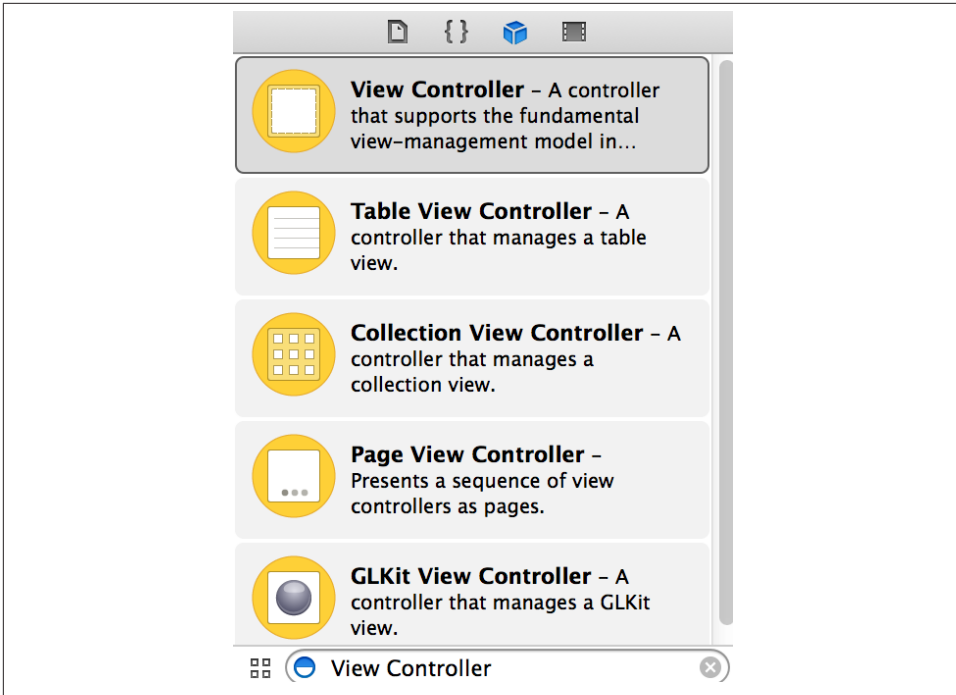 View Controller – A controller
that supports the fundamental
view-management model in...
Table View Controller – A
controller that manages a table
view.
Collection View Controller – A
controller that manages a
collection view.
Page View Controller –
Presents a sequence of view
controllers as pages.
GLKit View Controller – A
controller that manages a GLKit
view.
View Controller